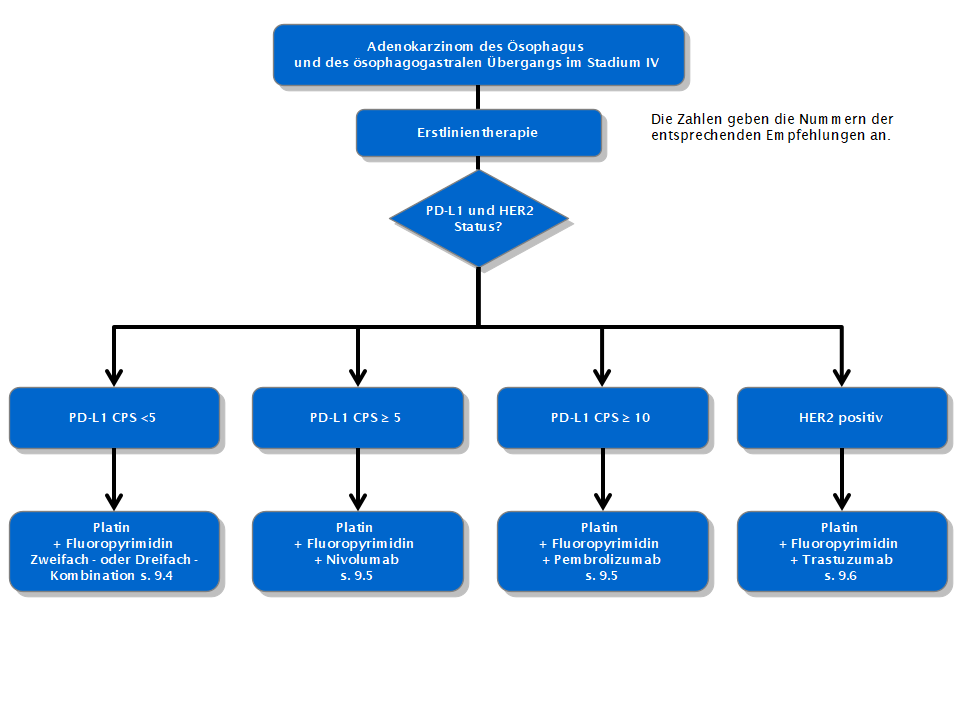 Adenokarzinom des Ösophagus
und des ösophagogastralen Übergangs im Stadium IV
Erstlinientherapie
Die Zahlen geben die Nummern der
entsprechenden Empfehlungen an.
PD-L1 und HER2
Status?
PD-L1 CPS <5
PD-L1 CPS ≥ 5
PD-L1 CPS ≥ 10
HER2 positiv
Platin
+ Fluoropyrimidin
Zweifach- oder Dreifach-
Kombination s. 9.4
Platin
+ Fluoropyrimidin
+ Nivolumab
s. 9.5
Platin
+ Fluoropyrimidin
+ Pembrolizumab
s. 9.5
Platin
+ Fluoropyrimidin
+ Trastuzumab
s. 9.6